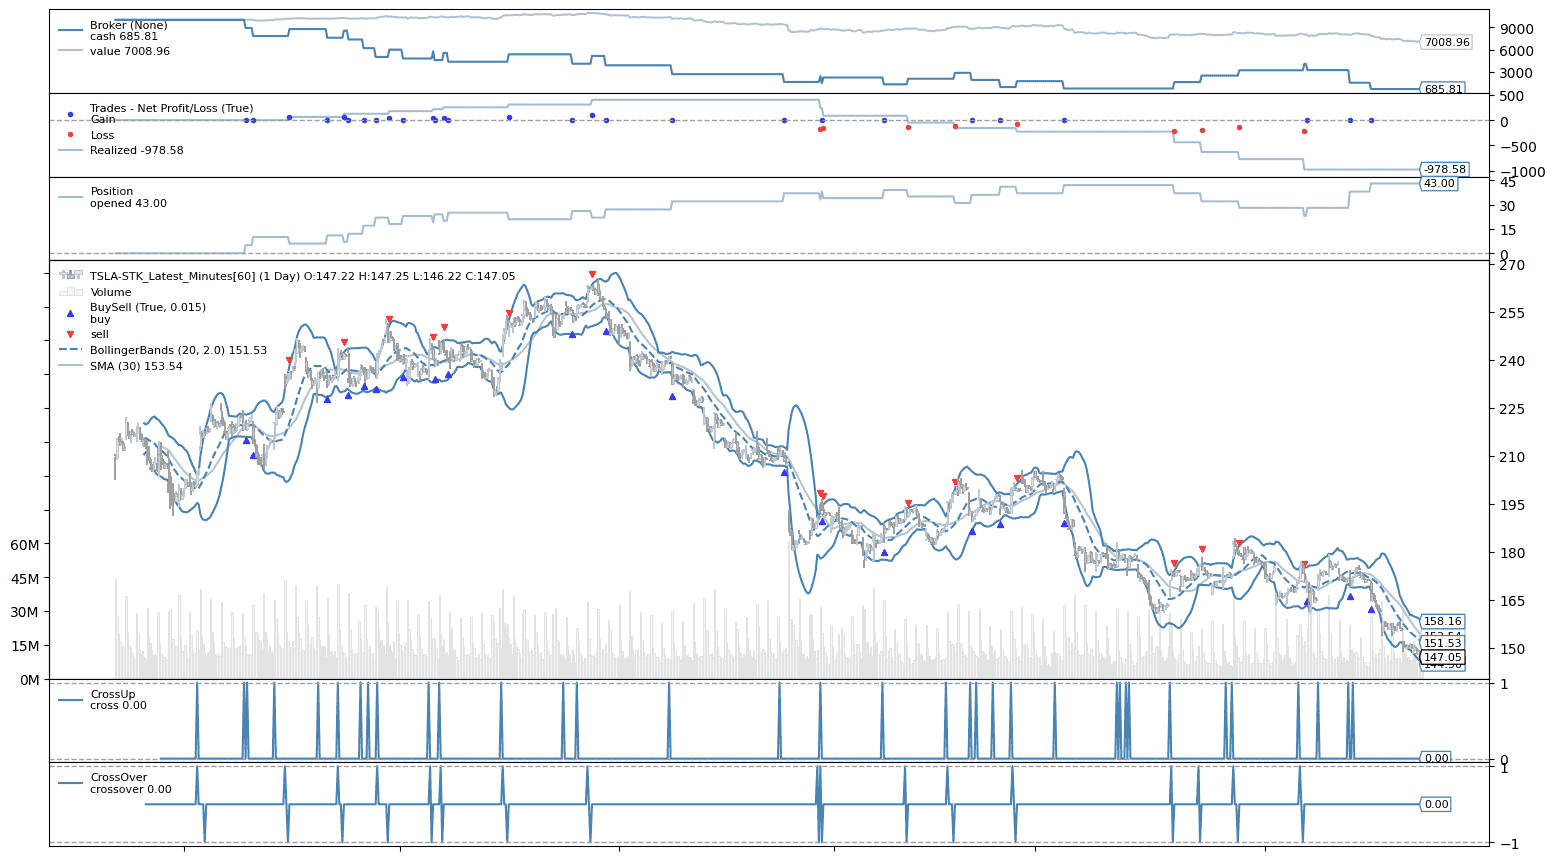 Broker (None)
cash 685.81
value 7008.96
9000
6000
3000
7008.96
685.81
Trades - Net Profit/Loss (True)
Gain
Loss
Realized -978.58
500
0
−500
−1000
-978.58
Position
opened 43.00
45
30
15
0
43.00
TSLA-STK_Latest_Minutes[60] (1 Day) O:147.22 H:147.25 L:146.22 C:147.05
Volume
BuySell (True, 0.015)
buy
sell
BollingerBands (20, 2.0) 151.53
SMA (30) 153.54
270
255
240
225
210
195
180
165
150
60M
45M
30M
15M
0M
158.16
151.53
147.05
CrossUp
cross 0.00
1
0
0.00
CrossOver
crossover 0.00
1
0.00
−1